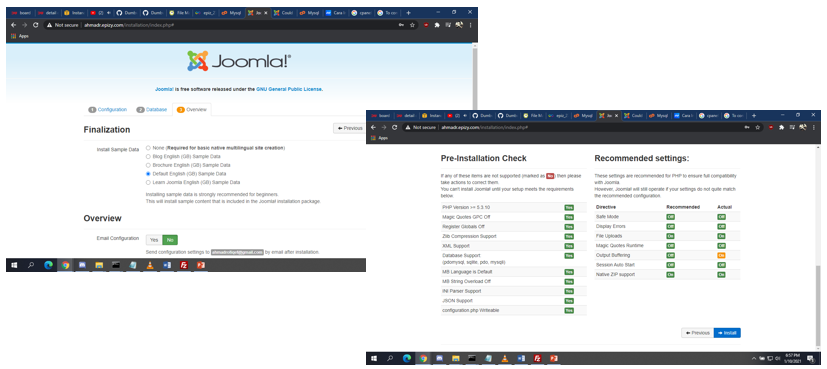 Not secure | ahmadr.epizy.com/installation/index.php#
Apps
Joomla!®
Joomla! is free software released under the GNU General Public License.
1 Configuration 2 Database 3 Overview
Finalization
Previous
Install Sample Data
None (Required for basic native multilingual site creation)
Blog English (GB) Sample Data
Brochure English (GB) Sample Data
Default English (GB) Sample Data
Learn Joomla English (GB) Sample Data
Installing sample data is strongly recommended for beginners.
This will install sample content that is included in the Joomla installation package
Overview
Email Configuration Yes No
Send configuration settings to by email after installation.
Not secure | ahmadr.epizy.com/installation/index.php#
Apps
Pre-Installation Check
If any of these items are not supported (marked as No) then please
take actions to correct them.
You can't install Joomla! until your setup meets the requirements
below.
PHP Version >= 5.3.10 Yes
Magic Quotes GPC Off Yes
Register Globals Off Yes
Zlib Compression Support Yes
XML Support Yes
Database Support Yes
(pdomysql, sqlite, pdo, mysqli)
MB Language is Default Yes
MB String Overload Off Yes
INI Parser Support Yes
JSON Support Yes
configuration.php Writeable Yes
Recommended settings:
These settings are recommended for PHP to ensure full compatibility
with Joomla.
However, Joomla! will still operate if your settings do not quite match
the recommended configuration.
Directive Recommended Actual
Safe Mode Off Off
Display Errors Off Off
File Uploads On On
Magic Quotes Runtime Off Off
Output Buffering Off On
Session Auto Start Off Off
Native ZIP support On On
Previous Install
6:57 PM
1/19/2021